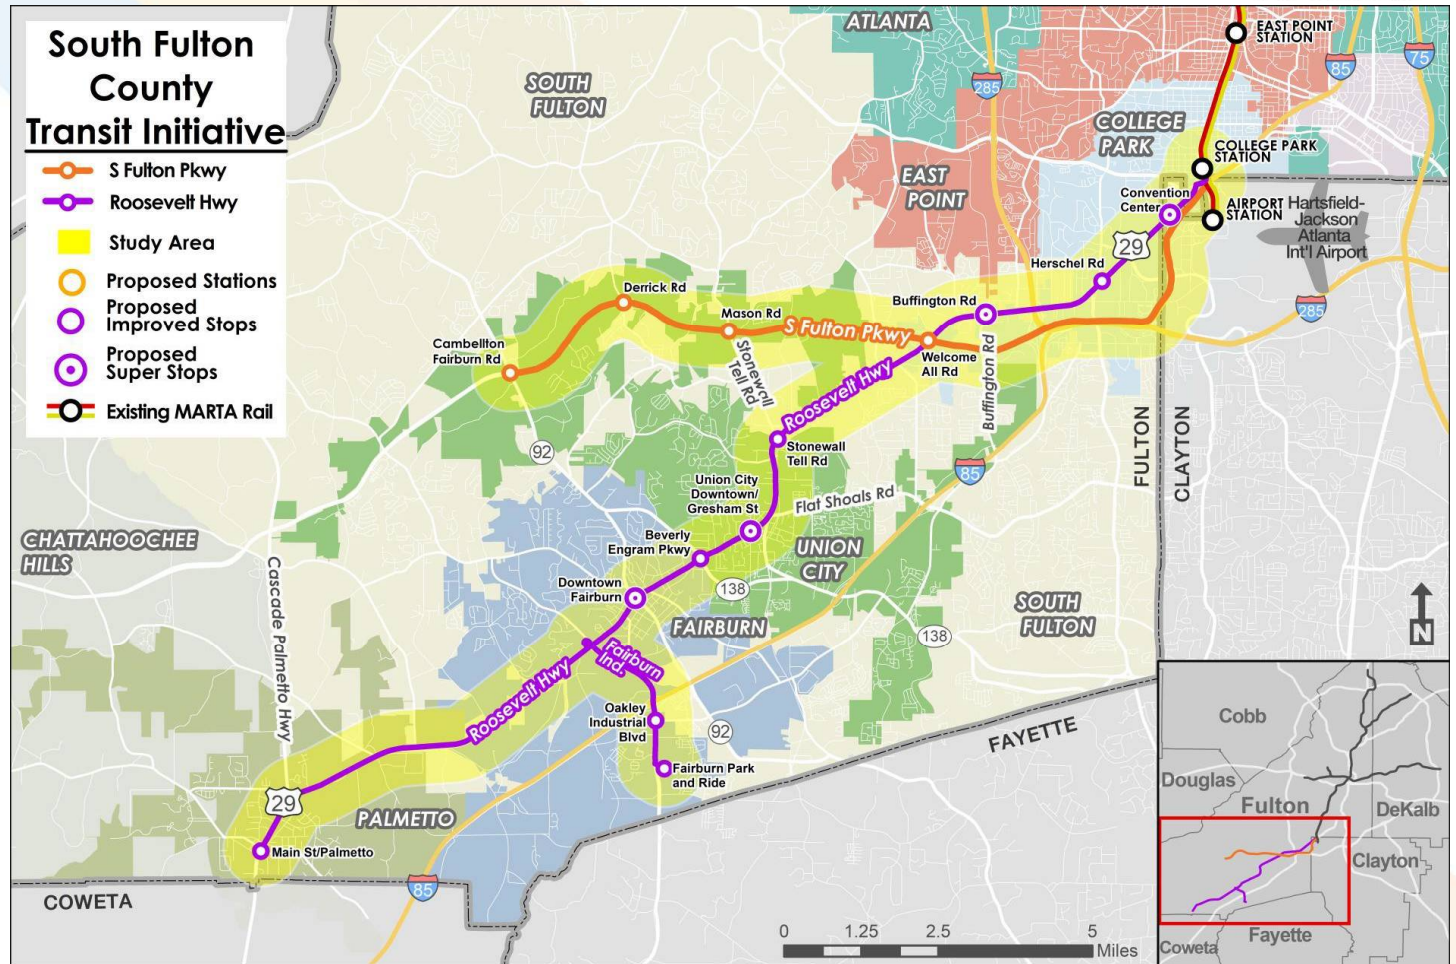 South Fulton
County
Transit Initiative
S Fulton Pkwy
Roosevelt Hwy
Study Area
Proposed Stations
Proposed
Improved Stops
Proposed
Super Stops
Existing MARTA Rail
ATLANTA
EAST POINT
STATION
85
75
285
SOUTH
FULTON
COLLEGE
PARK
COLLEGE PARK
STATION
EAST
POINT
Convention
Center
AIRPORT
STATION
Hartsfield-
Jackson
Atlanta
Int'l Airport
29
Herschel Rd
285
Derrick Rd
Buffington Rd
Mason Rd
S Fulton Pkwy
Cambellton
Fairburn Rd
Welcome
All Rd
Stonewall
Tell Rd
Roosevelt Hwy
Buffington Rd
FULTON
CLAYTON
92
Stonewall
Tell Rd
85
Union City
Downtown/
Gresham St
Flat Shoals Rd
CHATTAHOOCHEE
HILLS
Beverly
Engram Pkwy
UNION
CITY
Cascade Palmetto Hwy
Downtown
Fairburn
138
SOUTH
FULTON
FAIRBURN
138
N
Fairburn
Ind.
Roosevelt Hwy
Oakley
Industrial
Blvd
92
FAYETTE
Fairburn Park
and Ride
29
PALMETTO
Main St/Palmetto
85
COWETA
0
1.25
2.5
5
Miles
Cobb
Douglas
Fulton
DeKalb
Clayton
Fayette
Coweta